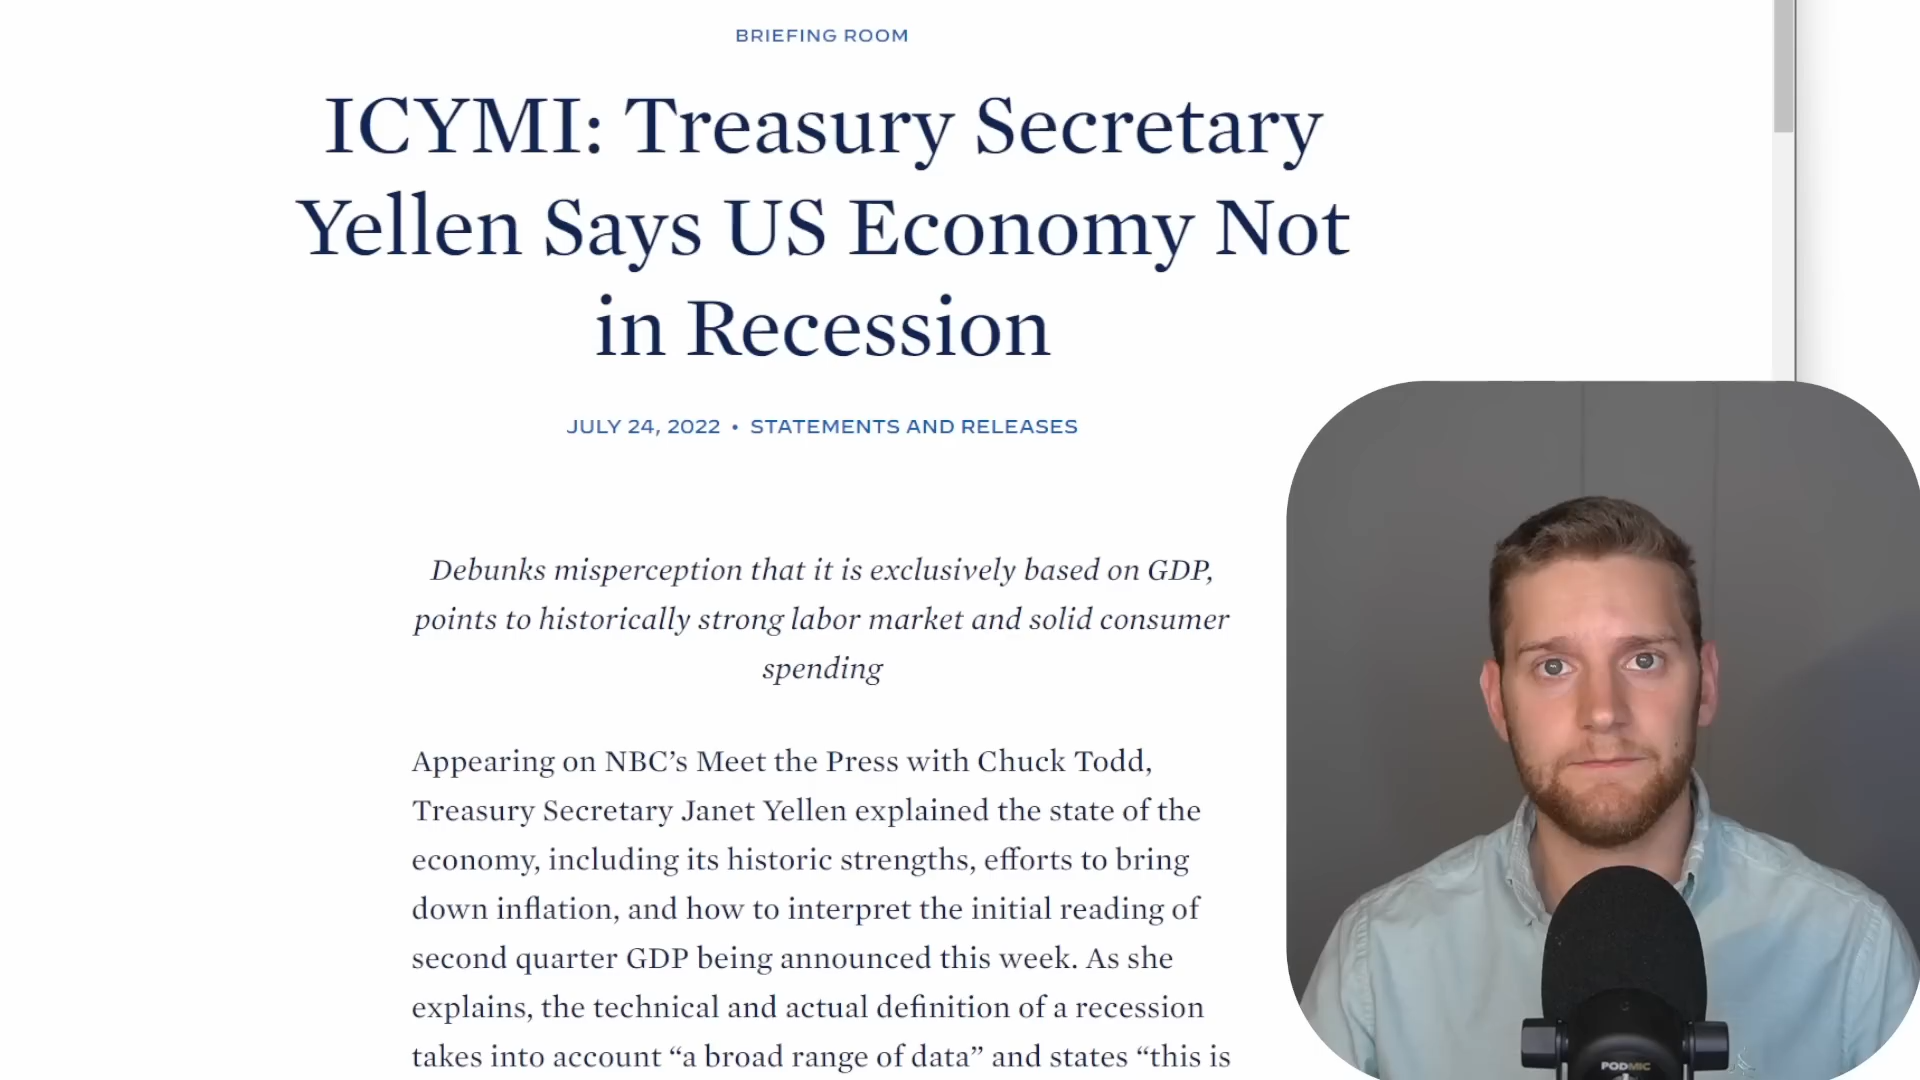 BRIEFING ROOM
ICYMI: Treasury Secretary
Yellen Says US Economy Not
in Recession
JULY 24, 2022 • STATEMENTS AND RELEASES
Debunks misperception that it is exclusively based on GDP,
points to historically strong labor market and solid consumer
spending
Appearing on NBC’s Meet the Press with Chuck Todd,
Treasury Secretary Janet Yellen explained the state of the
economy, including its historic strengths, efforts to bring
down inflation, and how to interpret the initial reading of
second quarter GDP being announced this week. As she
explains, the technical and actual definition of a recession
takes into account “a broad range of data” and states “this is
PODMIC